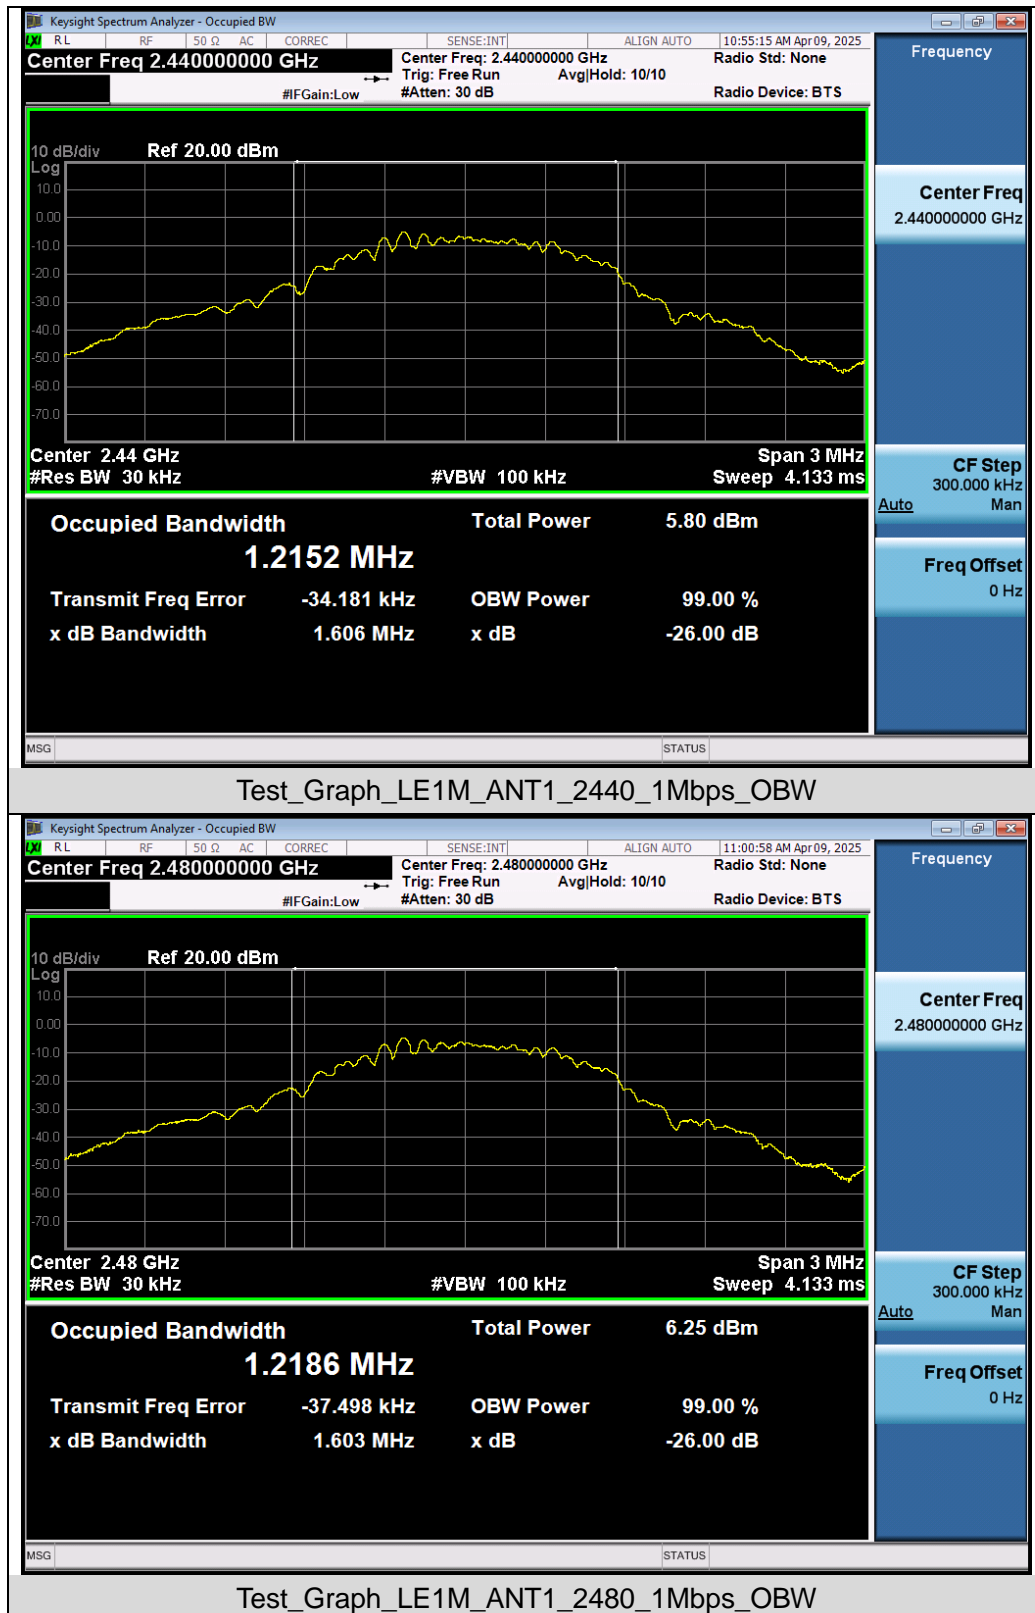 Keysight Spectrum Analyzer - Occupied BW
LXI RL RF 50 Ω AC CORREC SENSE:INT ALIGN AUTO 10:55:15 AM Apr 09, 2025
Center Freq 2.440000000 GHz
Center Freq: 2.440000000 GHz Radio Std: None
Trig: Free Run Avg|Hold: 10/10
#IFGain:Low #Atten: 30 dB Radio Device: BTS
10 dB/div Ref 20.00 dBm
Log
10.0
0.00
-10.0
-20.0
-30.0
-40.0
-50.0
-60.0
-70.0
Center 2.44 GHz Span 3 MHz
#Res BW 30 kHz #VBW 100 kHz Sweep 4.133 ms
Occupied Bandwidth Total Power 5.80 dBm
1.2152 MHz
Transmit Freq Error -34.181 kHz OBW Power 99.00 %
x dB Bandwidth 1.606 MHz x dB -26.00 dB
MSG STATUS
Frequency
Center Freq
2.440000000 GHz
CF Step
300.000 kHz
Auto Man
Freq Offset
0 Hz
Test_Graph_LE1M_ANT1_2440_1Mbps_OBW
Keysight Spectrum Analyzer - Occupied BW
LXI RL RF 50 Ω AC CORREC SENSE:INT ALIGN AUTO 11:00:58 AM Apr 09, 2025
Center Freq 2.480000000 GHz
Center Freq: 2.480000000 GHz Radio Std: None
Trig: Free Run Avg|Hold: 10/10
#IFGain:Low #Atten: 30 dB Radio Device: BTS
10 dB/div Ref 20.00 dBm
Log
10.0
0.00
-10.0
-20.0
-30.0
-40.0
-50.0
-60.0
-70.0
Center 2.48 GHz Span 3 MHz
#Res BW 30 kHz #VBW 100 kHz Sweep 4.133 ms
Occupied Bandwidth Total Power 6.25 dBm
1.2186 MHz
Transmit Freq Error -37.498 kHz OBW Power 99.00 %
x dB Bandwidth 1.603 MHz x dB -26.00 dB
MSG STATUS
Frequency
Center Freq
2.480000000 GHz
CF Step
300.000 kHz
Auto Man
Freq Offset
0 Hz
Test_Graph_LE1M_ANT1_2480_1Mbps_OBW